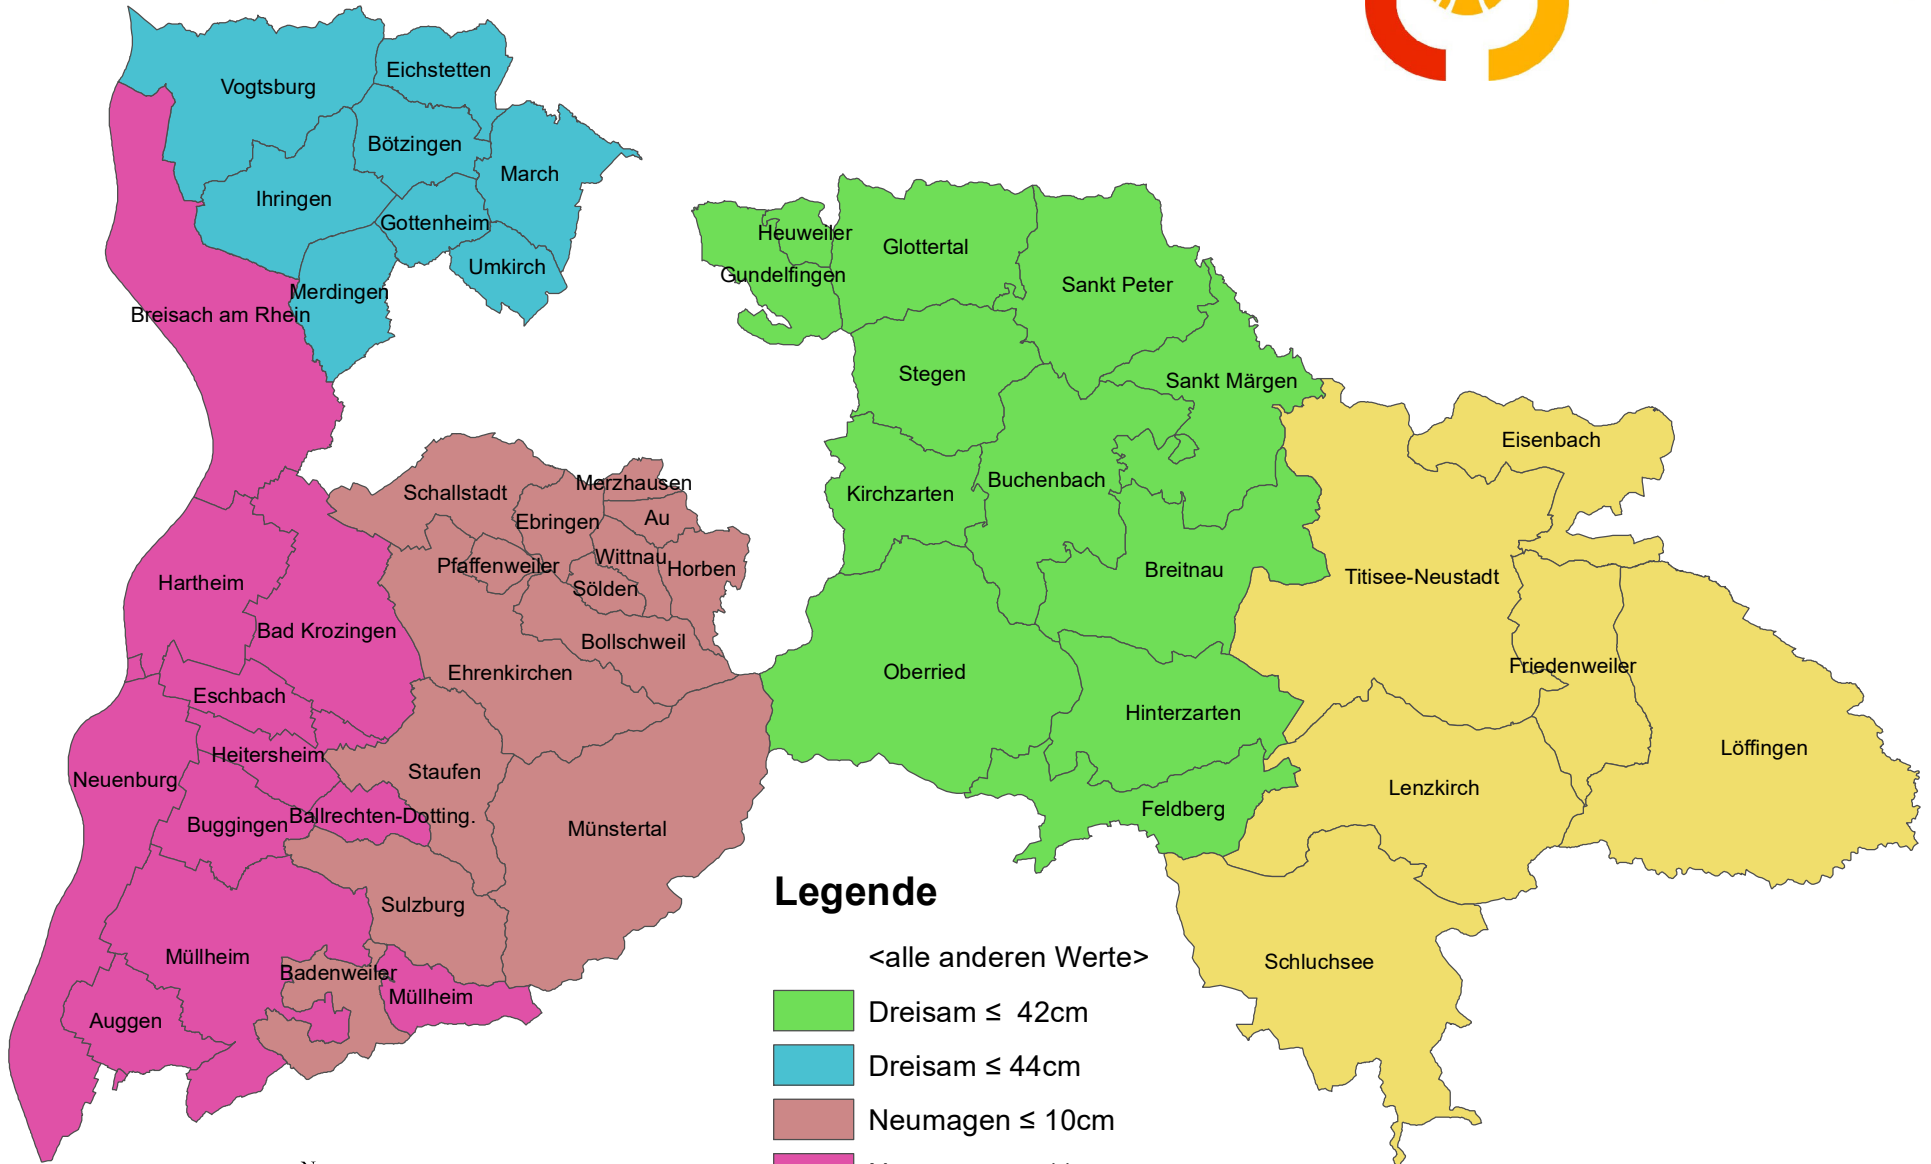 Vogtsburg
Eichstetten
Bötzingen
March
Ihringen
Gottenheim
Umkirch
Merdingen
Breisach am Rhein
Heuweiler
Glottertal
Gundelfingen
Sankt Peter
Stegen
Sankt Märgen
Eisenbach
Schallstadt
Merzhausen
Ebringen
Au
Kirchzarten
Buchenbach
Pfaffenweiler
Wittnau
Horben
Sölden
Hartheim
Breitnau
Titisee-Neustadt
Bad Krozingen
Bollschweil
Ehrenkirchen
Oberried
Friedenweiler
Eschbach
Hinterzarten
Heitersheim
Staufen
Löffingen
Neuenburg
Lenzkirch
Buggingen
Ballrechten-Dotting.
Münstertal
Feldberg
Sulzburg
Müllheim
Badenweiler
Müllheim
Auggen
Schluchsee
Legende
<alle anderen Werte>
Dreisam ≤ 42cm
Dreisam ≤ 44cm
Neumagen ≤ 10cm